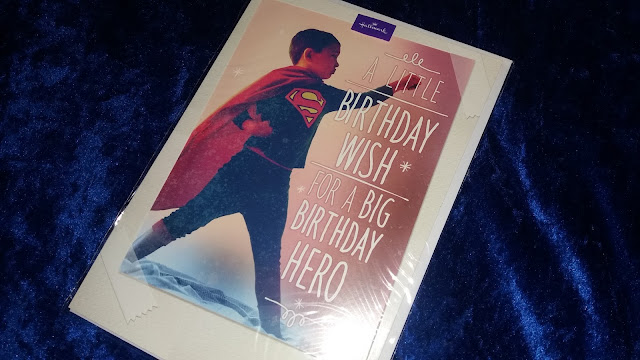 Hallmark
A LITTLE
BIRTHDAY
WISH
FOR A BIG
BIRTHDAY
HERO
S